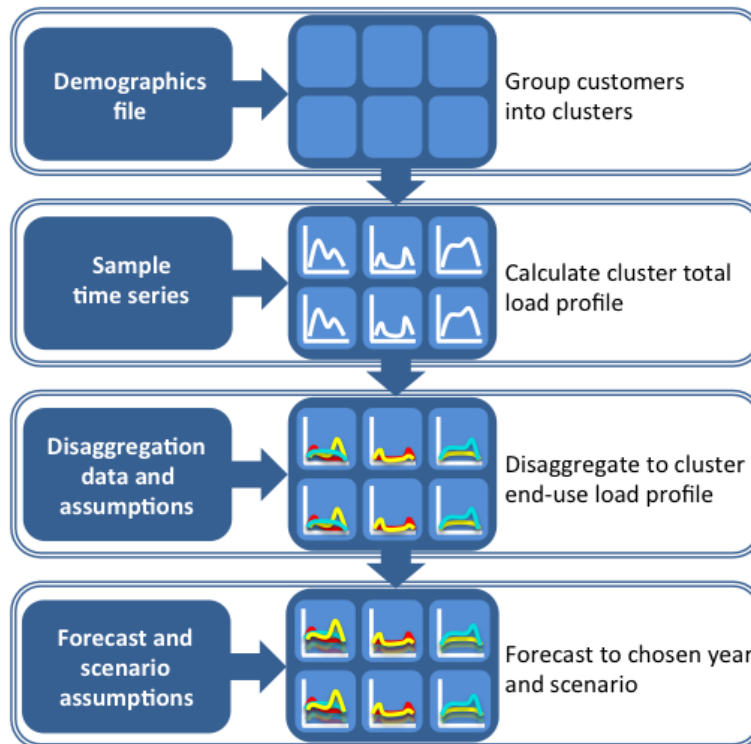 Demographics
file
Group customers
into clusters
Sample
time series
Calculate cluster total
load profile
Disaggregation
data and
assumptions
Disaggregate to cluster
end-use load profile
Forecast and
scenario
assumptions
Forecast to chosen year
and scenario